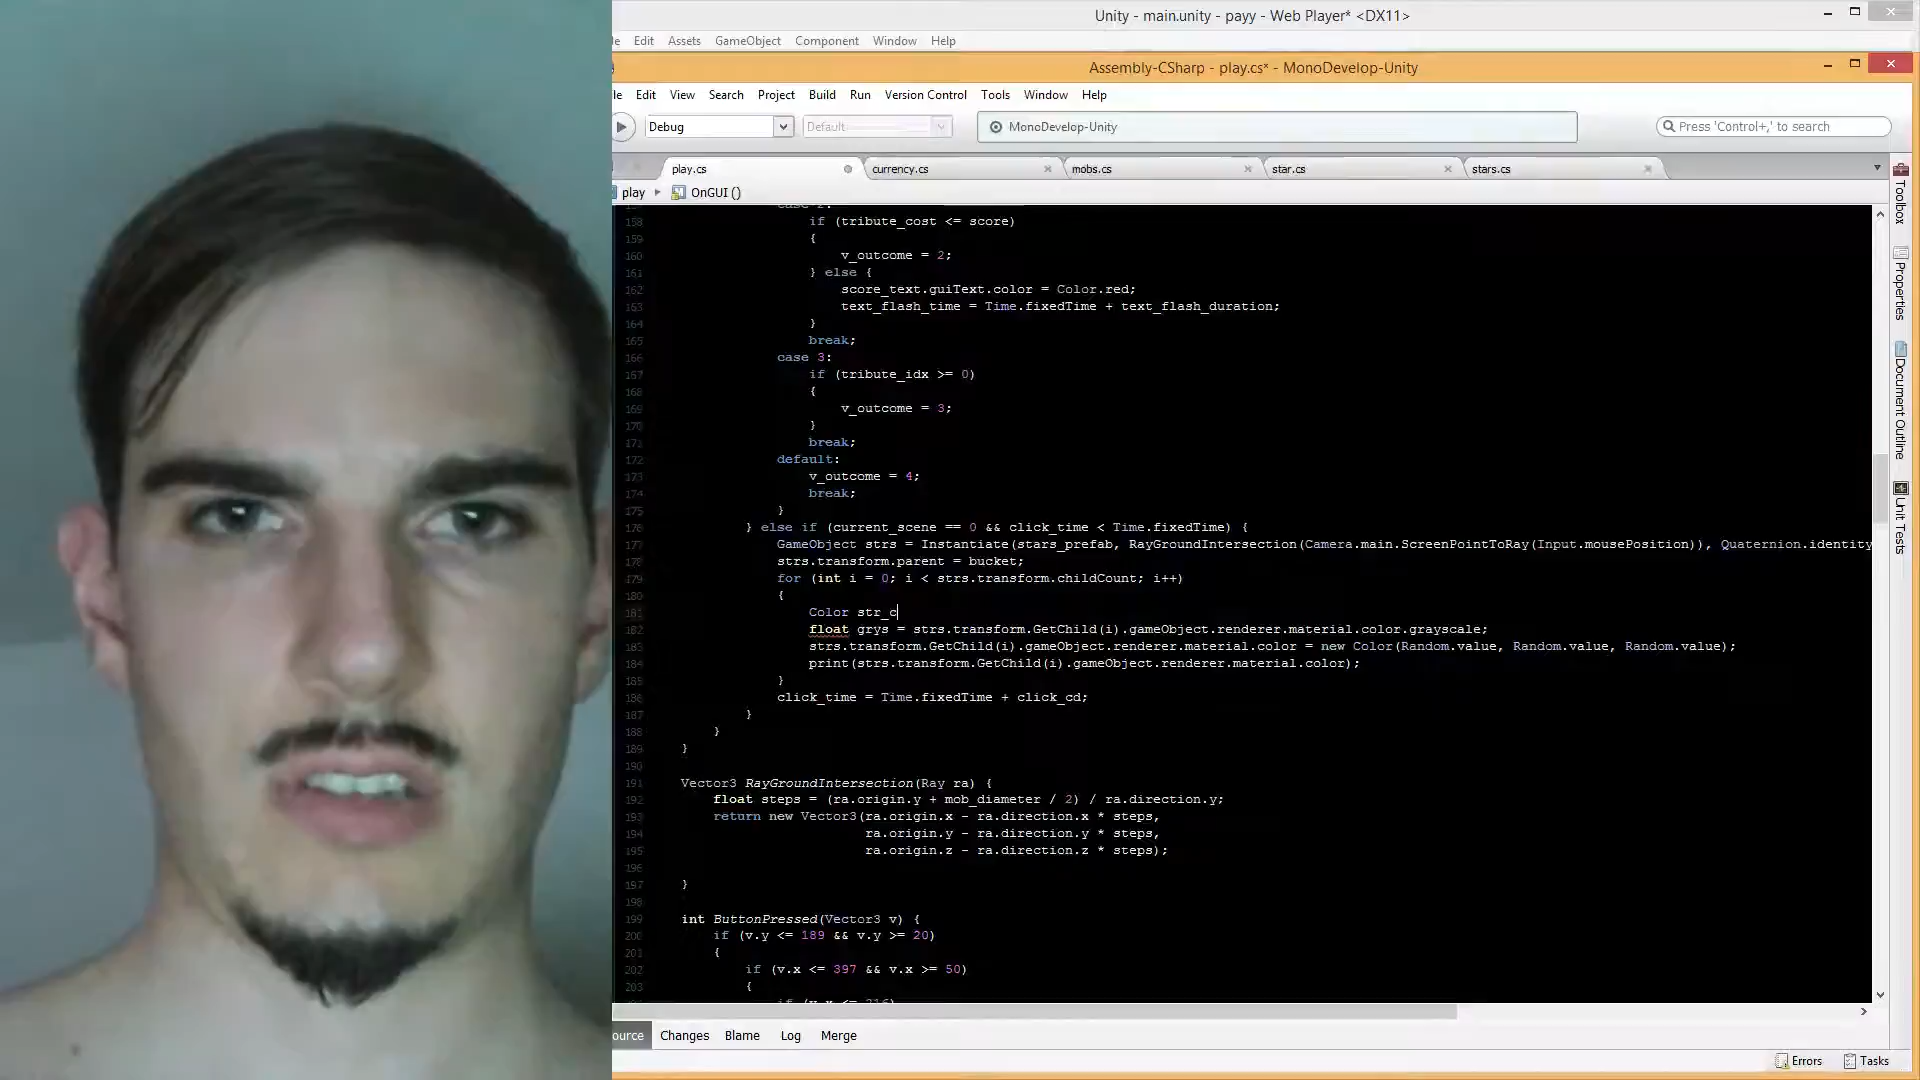 Unity - main.unity - payy - Web Player* <DX11>
Edit Assets GameObject Component Window Help
Assembly-CSharp - play.cs* - MonoDevelop-Unity
Edit View Search Project Build Run Version Control Tools Window Help
Debug Default MonoDevelop-Unity Press 'Control+,' to search
play.cs currency.cs mobs.cs star.cs stars.cs
play OnGUI ()
case 2:
158 if (tribute_cost <= score)
159 {
160 v_outcome = 2;
161 } else {
162 score_text.guiText.color = Color.red;
163 text_flash_time = Time.fixedTime + text_flash_duration;
164 }
165 break;
166 case 3:
167 if (tribute_idx >= 0)
168 {
169 v_outcome = 3;
170 }
171 break;
172 default:
173 v_outcome = 4;
174 break;
175 }
176 } else if (current_scene == 0 && click_time < Time.fixedTime) {
177 GameObject strs = Instantiate(stars_prefab, RayGroundIntersection(Camera.main.ScreenPointToRay(Input.mousePosition)), Quaternion.identity
178 strs.transform.parent = bucket;
179 for (int i = 0; i < strs.transform.childCount; i++)
180 {
181 Color str_c
182 float grys = strs.transform.GetChild(i).gameObject.renderer.material.color.grayscale;
183 strs.transform.GetChild(i).gameObject.renderer.material.color = new Color(Random.value, Random.value, Random.value);
184 print(strs.transform.GetChild(i).gameObject.renderer.material.color);
185 }
186 click_time = Time.fixedTime + click_cd;
187 }
188 }
189 }
190
191 Vector3 RayGroundIntersection(Ray ra) {
192 float steps = (ra.origin.y + mob_diameter / 2) / ra.direction.y;
193 return new Vector3(ra.origin.x - ra.direction.x * steps,
194 ra.origin.y - ra.direction.y * steps,
195 ra.origin.z - ra.direction.z * steps);
196
197 }
198
199 int ButtonPressed(Vector3 v) {
200 if (v.y <= 189 && v.y >= 20)
201 {
202 if (v.x <= 397 && v.x >= 50)
203 {
if (v.x <= 216)
Toolbox
Properties
Document Outline
Unit Tests
Changes Blame Log Merge
Errors Tasks